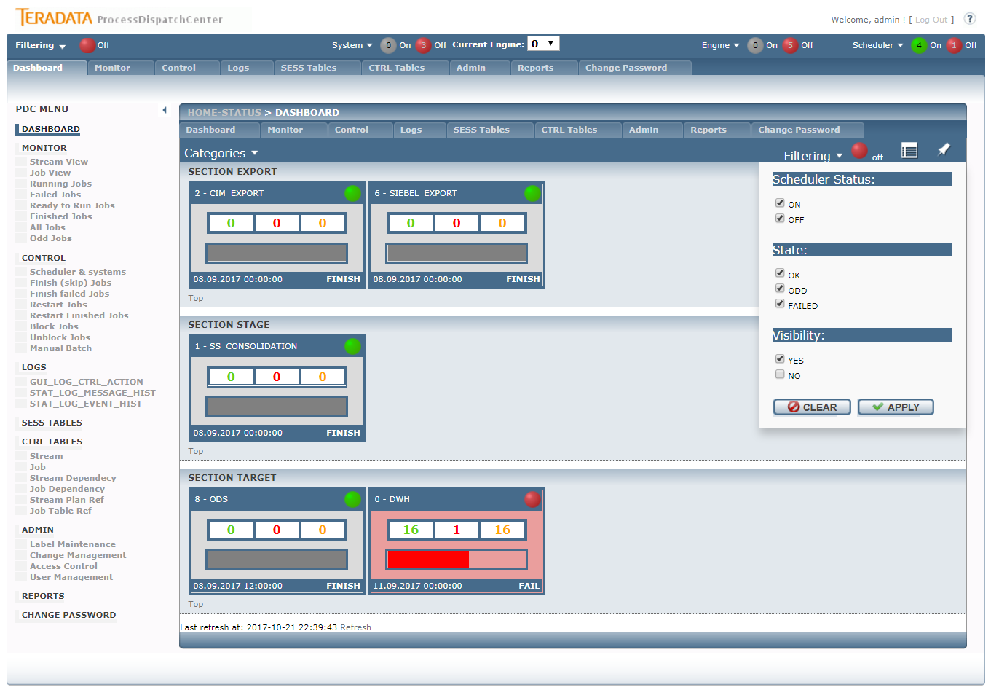 TERADATA ProcessDispatchCenter
Welcome, admin ! [ Log Out ] ?
Filtering Off System 0 On 3 Off Current Engine: 0 Engine 0 On 5 Off Scheduler 4 On 1 Off
Dashboard Monitor Control Logs SESS Tables CTRL Tables Admin Reports Change Password
PDC MENU
DASHBOARD
MONITOR
Stream View
Job View
Running Jobs
Failed Jobs
Ready to Run Jobs
Finished Jobs
All Jobs
Odd Jobs
CONTROL
Scheduler & systems
Finish (skip) Jobs
Finish failed Jobs
Restart Jobs
Restart Finished Jobs
Block Jobs
Unblock Jobs
Manual Batch
LOGS
GUI_LOG_CTRL_ACTION
STAT_LOG_MESSAGE_HIST
STAT_LOG_EVENT_HIST
SESS TABLES
CTRL TABLES
Stream
Job
Stream Dependecy
Job Dependency
Stream Plan Ref
Job Table Ref
ADMIN
Label Maintenance
Change Management
Access Control
User Management
REPORTS
CHANGE PASSWORD
HOME-STATUS > DASHBOARD
Dashboard Monitor Control Logs SESS Tables CTRL Tables Admin Reports Change Password
Categories Filtering off
SECTION EXPORT
2 - CIM_EXPORT
0 0 0
08.09.2017 00:00:00 FINISH
6 - SIEBEL_EXPORT
0 0 0
08.09.2017 00:00:00 FINISH
Top
SECTION STAGE
1 - SS_CONSOLIDATION
0 0 0
08.09.2017 00:00:00 FINISH
Top
SECTION TARGET
8 - ODS
0 0 0
08.09.2017 12:00:00 FINISH
0 - DWH
16 1 16
11.09.2017 00:00:00 FAIL
Top
Last refresh at: 2017-10-21 22:39:43 Refresh
Scheduler Status:
ON
OFF
State:
OK
ODD
FAILED
Visibility:
YES
NO
CLEAR APPLY